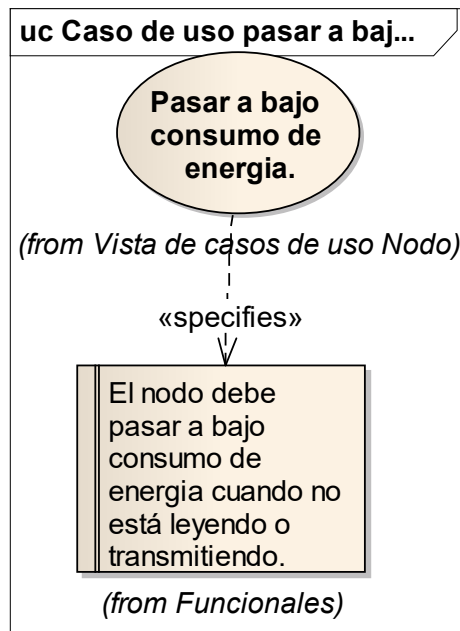 uc Caso de uso pasar a baj...
Pasar a bajo
consumo de
energia.
(from Vista de casos de uso Nodo)
«specifies»
El nodo debe
pasar a bajo
consumo de
energia cuando no
está leyendo o
transmitiendo.
(from Funcionales)